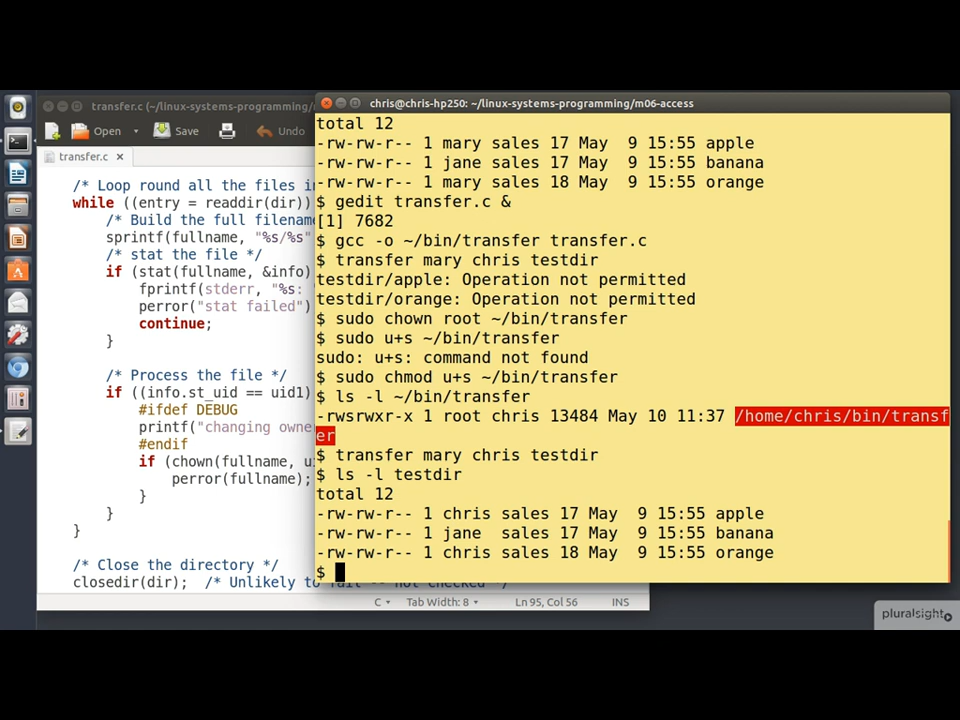 transfer.c (~/linux-systems-programming/
chris@chris-hp250: ~/linux-systems-programming/m06-access
Open Save Undo
transfer.c ×
/* Loop round all the files in
while ((entry = readdir(dir))
/* Build the full filenam
sprintf(fullname, "%s/%s"
/* stat the file */
if (stat(fullname, &info)
fprintf(stderr, "%s:
perror("stat failed")
continue;
}
/* Process the file */
if ((info.st_uid == uid1)
#ifdef DEBUG
printf("changing owne
#endif
if (chown(fullname, ui
perror(fullname);
}
}
}
/* Close the directory */
closedir(dir); /* Unlikely to fail -- not checked */
C Tab Width: 8 Ln 95, Col 56 INS
total 12
-rw-rw-r-- 1 mary sales 17 May  9 15:55 apple
-rw-rw-r-- 1 jane sales 17 May  9 15:55 banana
-rw-rw-r-- 1 mary sales 18 May  9 15:55 orange
$ gedit transfer.c &
[1] 7682
$ gcc -o ~/bin/transfer transfer.c
$ transfer mary chris testdir
testdir/apple: Operation not permitted
testdir/orange: Operation not permitted
$ sudo chown root ~/bin/transfer
$ sudo u+s ~/bin/transfer
sudo: u+s: command not found
$ sudo chmod u+s ~/bin/transfer
$ ls -l ~/bin/transfer
-rwsrwxr-x 1 root chris 13484 May 10 11:37 /home/chris/bin/transf
er
$ transfer mary chris testdir
$ ls -l testdir
total 12
-rw-rw-r-- 1 chris sales 17 May  9 15:55 apple
-rw-rw-r-- 1 jane  sales 17 May  9 15:55 banana
-rw-rw-r-- 1 chris sales 18 May  9 15:55 orange
$
pluralsight